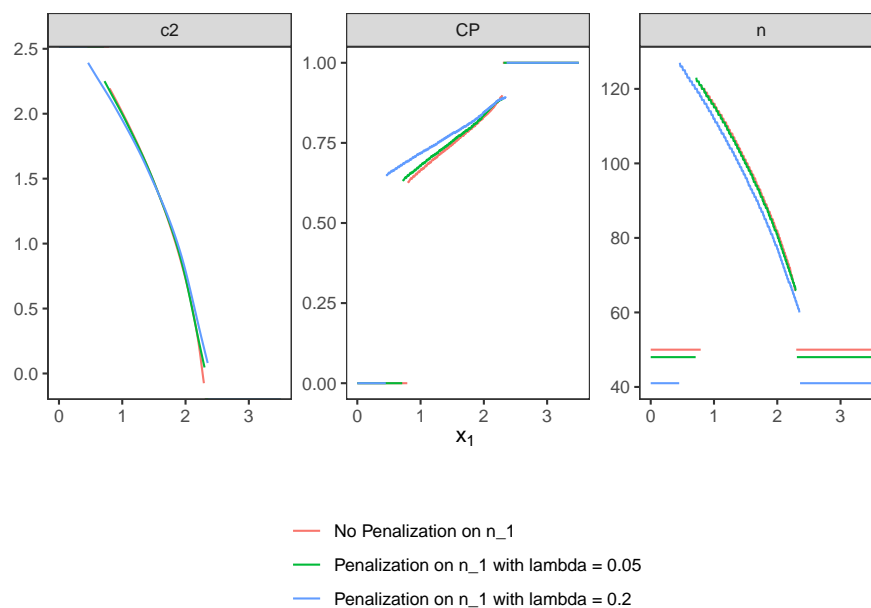 c2 CP n
2.5
2.0
1.5
1.0
0.5
0.0
1.00
0.75
0.50
0.25
0.00
120
100
80
60
40
0 1 2 3 0 1 2 3 0 1 2 3
x₁
No Penalization on n_1
Penalization on n_1 with lambda = 0.05
Penalization on n_1 with lambda = 0.2